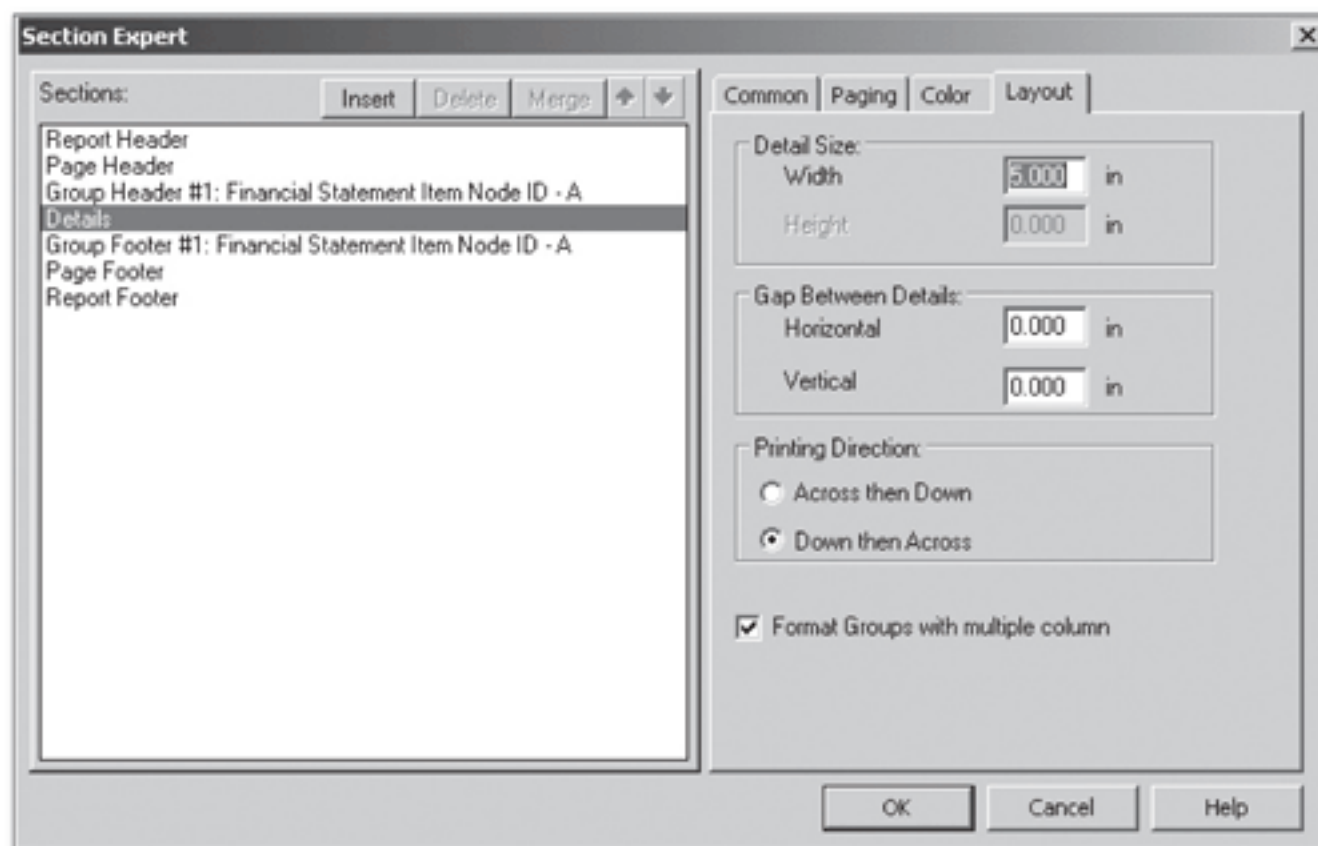 Section Expert
Sections:
Insert
Delete
Merge
Report Header
Page Header
Group Header #1: Financial Statement Item Node ID - A
Details
Group Footer #1: Financial Statement Item Node ID - A
Page Footer
Report Footer
Common
Paging
Color
Layout
Detail Size:
Width 5.000 in
Height 0.000 in
Gap Between Details:
Horizontal 0.000 in
Vertical 0.000 in
Printing Direction:
Across then Down
Down then Across
Format Groups with multiple column
OK
Cancel
Help